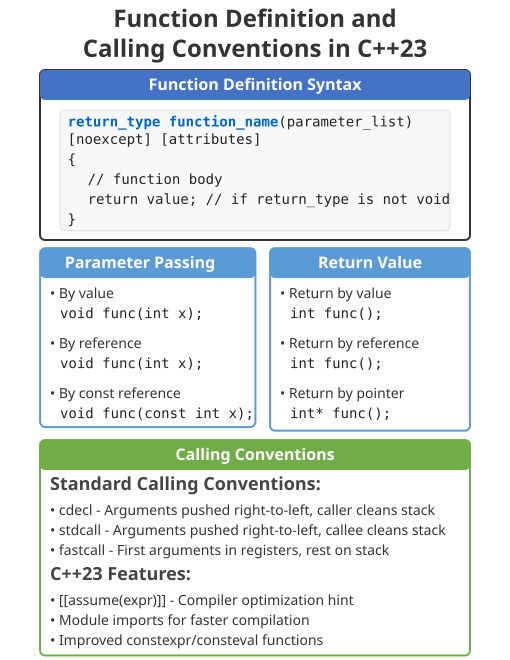 Function Definition and
Calling Conventions in C++23
Function Definition Syntax
return_type function_name(parameter_list)
[noexcept] [attributes]
{
// function body
return value; // if return_type is not void
}
Parameter Passing
• By value
void func(int x);
• By reference
void func(int x);
• By const reference
void func(const int x);
Return Value
• Return by value
int func();
• Return by reference
int func();
• Return by pointer
int* func();
Calling Conventions
Standard Calling Conventions:
• cdecl - Arguments pushed right-to-left, caller cleans stack
• stdcall - Arguments pushed right-to-left, callee cleans stack
• fastcall - First arguments in registers, rest on stack
C++23 Features:
• [[assume(expr)]] - Compiler optimization hint
• Module imports for faster compilation
• Improved constexpr/consteval functions